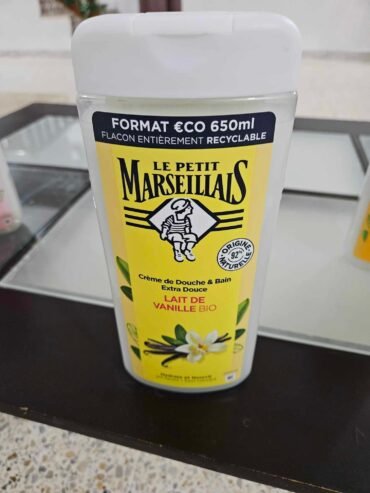 FORMAT €CO 650ml
FLACON ENTIÈREMENT RECYCLABLE
LE PETIT
MARSEILLAIS
ORIGINE
92%
NATURELLE
Crème de Douche & Bain
Extra Douce
LAIT DE
VANILLE BIO